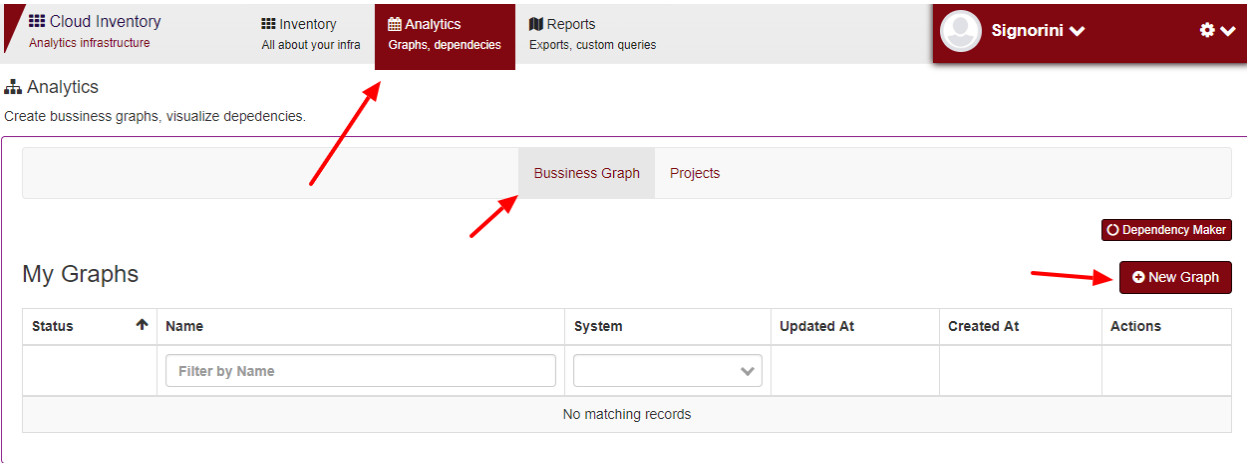 Cloud Inventory
Analytics infrastructure
Inventory
All about your infra
Analytics
Graphs, dependecies
Reports
Exports, custom queries
Signorini
Analytics
Create bussiness graphs, visualize depedencies.
Bussiness Graph Projects
Dependency Maker
My Graphs
New Graph
Status Name System Updated At Created At Actions
Filter by Name
No matching records